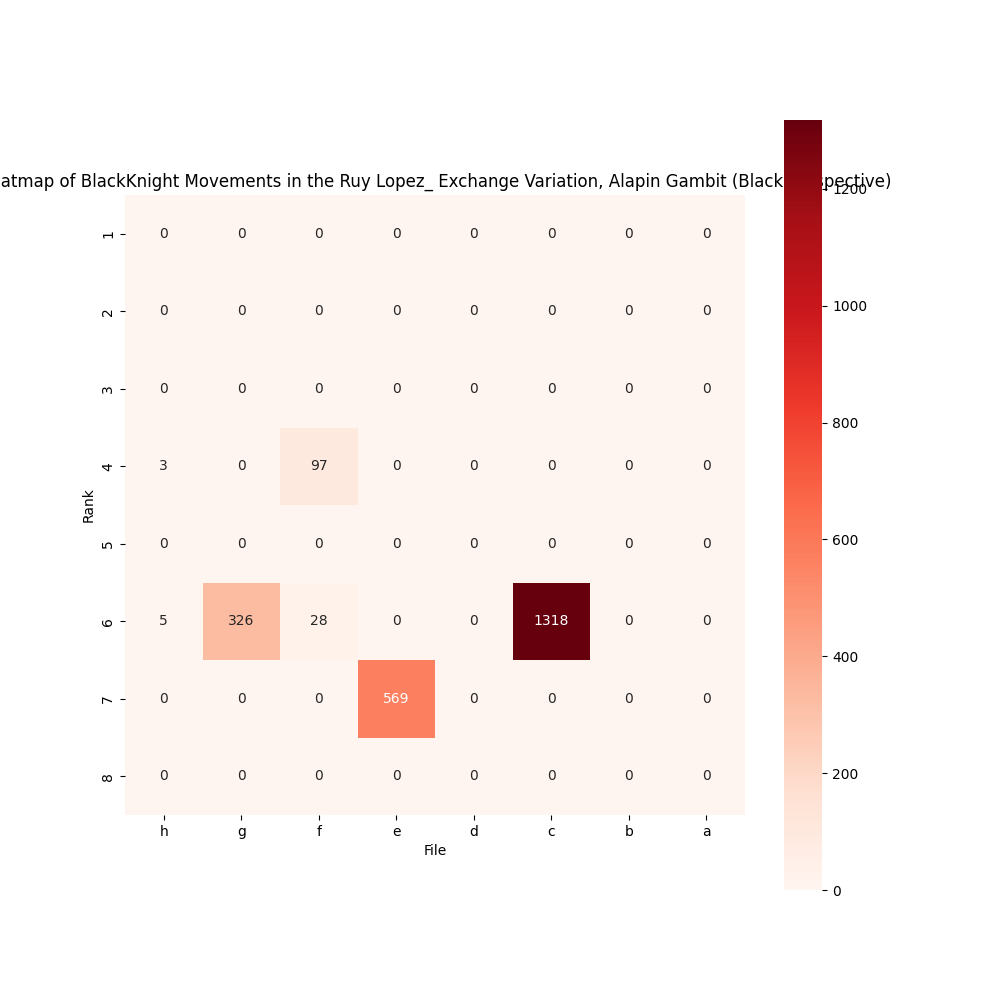 atmap of BlackKnight Movements in the Ruy Lopez_ Exchange Variation, Alapin Gambit (Black spective)
1200
1 0 0 0 0 0 0 0 0
2 0 0 0 0 0 0 0 0
1000
3 0 0 0 0 0 0 0 0
800
4 3 0 97 0 0 0 0 0
Rank
5 0 0 0 0 0 0 0 0
600
6 5 326 28 0 0 1318 0 0
400
7 0 0 0 569 0 0 0 0
200
8 0 0 0 0 0 0 0 0
h g f e d c b a
File
0